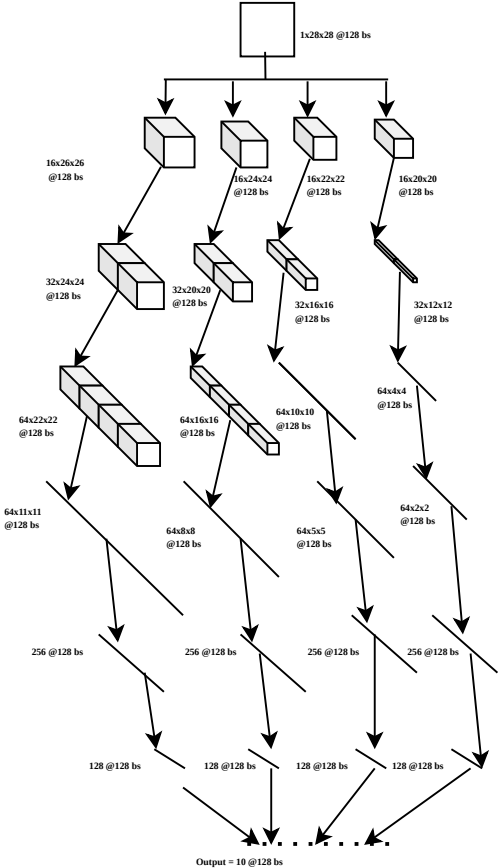 1x28x28 @128 bs
16x26x26
@128 bs
16x24x24
@128 bs
16x22x22
@128 bs
16x20x20
@128 bs
32x24x24
@128 bs
32x20x20
@128 bs
32x16x16
@128 bs
32x12x12
@128 bs
64x22x22
@128 bs
64x16x16
@128 bs
64x10x10
@128 bs
64x4x4
@128 bs
64x11x11
@128 bs
64x8x8
@128 bs
64x5x5
@128 bs
64x2x2
@128 bs
256 @128 bs
256 @128 bs
256 @128 bs
256 @128 bs
128 @128 bs
128 @128 bs
128 @128 bs
128 @128 bs
Output = 10 @128 bs